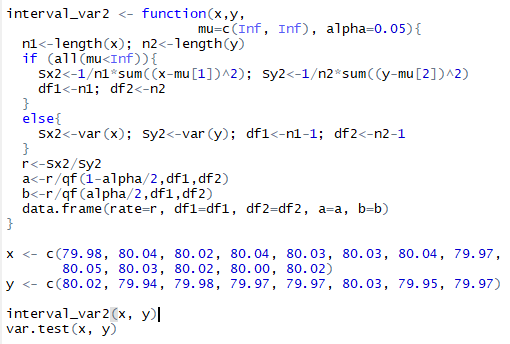 interval_var2 <- function(x,y,
                          mu=c(Inf, Inf), alpha=0.05){
  n1<-length(x); n2<-length(y)
  if (all(mu<Inf)){
    Sx2<-1/n1*sum((x-mu[1])^2); Sy2<-1/n2*sum((y-mu[2])^2)
    df1<-n1; df2<-n2
  }
  else{
    Sx2<-var(x); Sy2<-var(y); df1<-n1-1; df2<-n2-1
  }
  r<-Sx2/Sy2
  a<-r/qf(1-alpha/2,df1,df2)
  b<-r/qf(alpha/2,df1,df2)
  data.frame(rate=r, df1=df1, df2=df2, a=a, b=b)
}
x <- c(79.98, 80.04, 80.02, 80.04, 80.03, 80.03, 80.04, 79.97,
       80.05, 80.03, 80.02, 80.00, 80.02)
y <- c(80.02, 79.94, 79.98, 79.97, 79.97, 80.03, 79.95, 79.97)
interval_var2(x, y)
var.test(x, y)